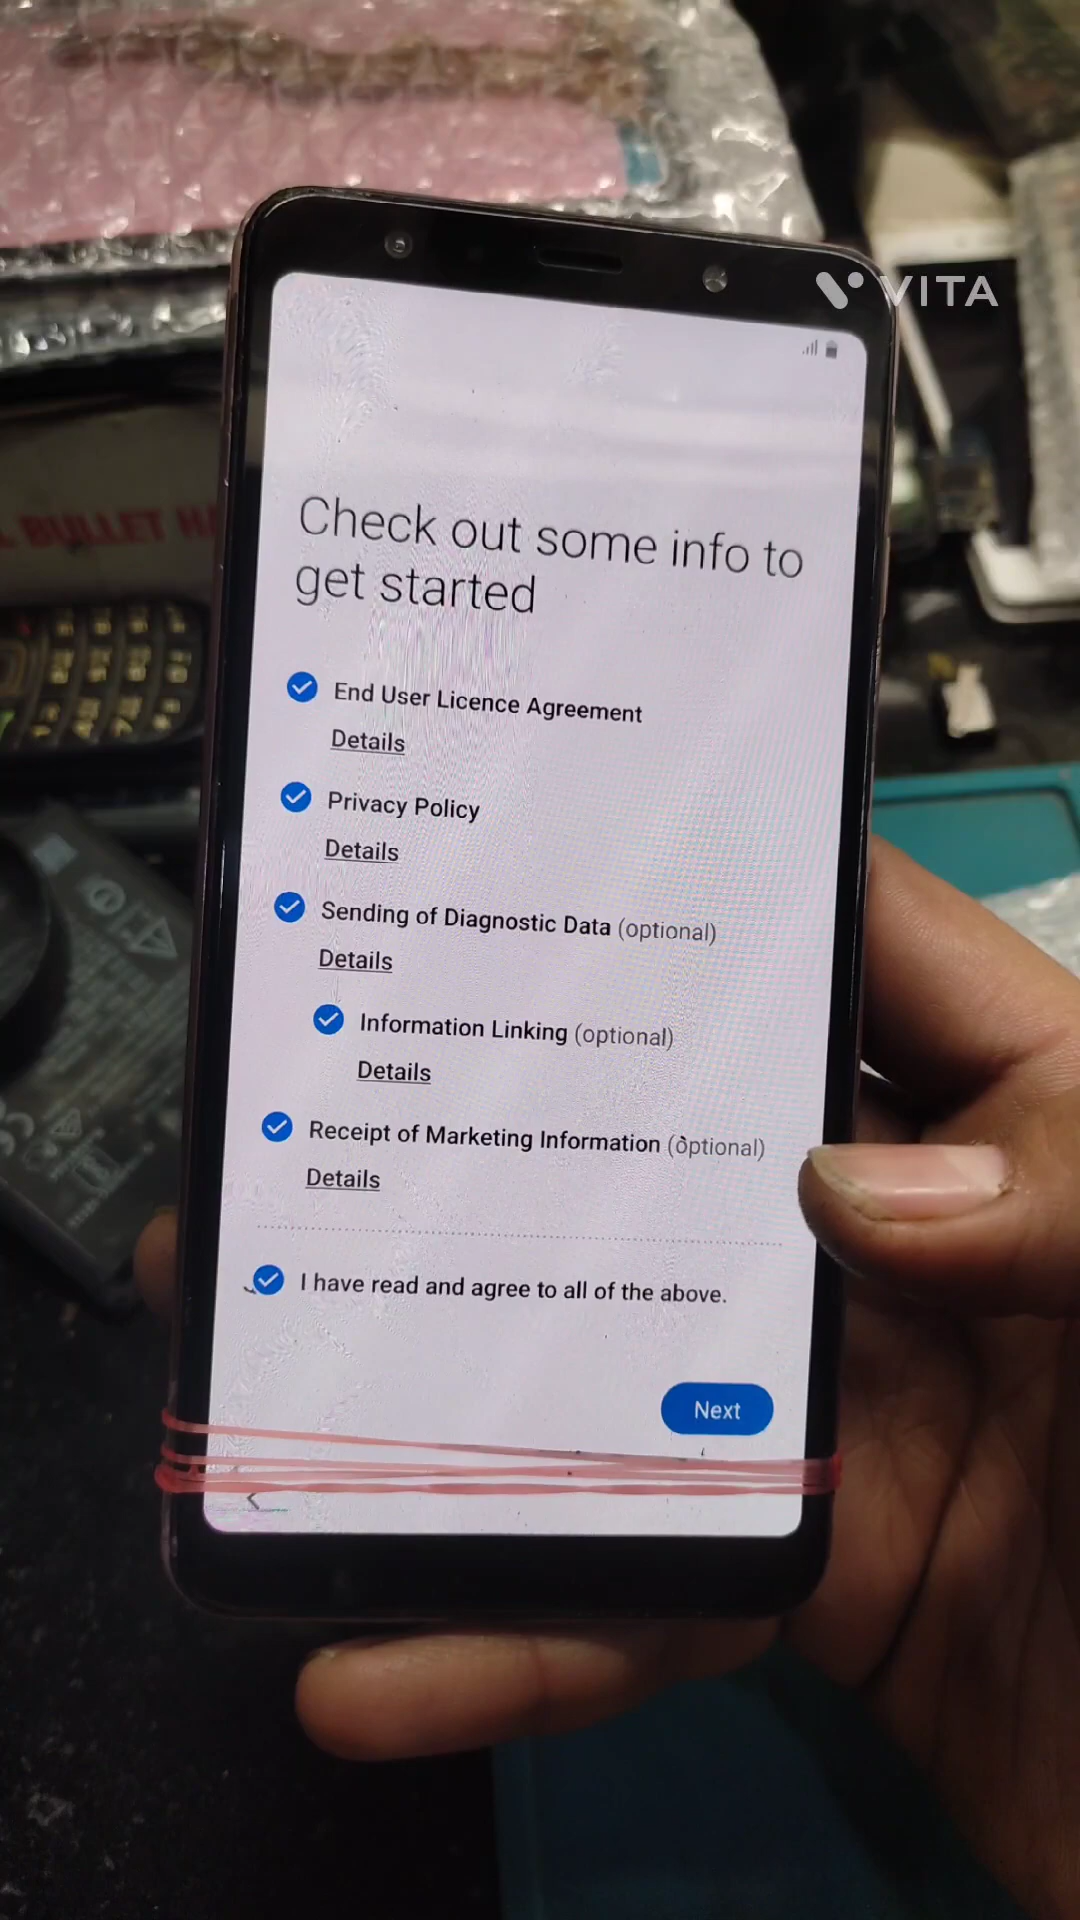 VITA
BULLET
Check out some info to
get started
End User Licence Agreement
Details
Privacy Policy
Details
Sending of Diagnostic Data (optional)
Details
Information Linking (optional)
Details
Receipt of Marketing Information (optional)
Details
I have read and agree to all of the above.
Next